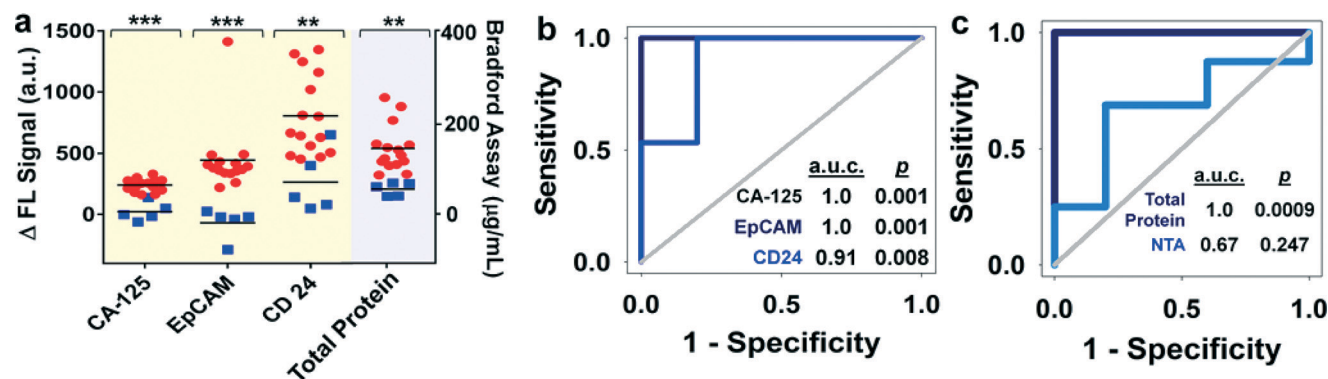 a
*** *** ** **
Δ FL Signal (a.u.)
1500
1000
500
0
400
200
0
Bradford Assay (µg/mL)
CA-125
EpCAM
CD 24
Total Protein
b
Sensitivity
1.0
0.5
0.0
a.u.c. p
CA-125 1.0 0.001
EpCAM 1.0 0.001
CD24 0.91 0.008
0.0 0.5 1.0
1 - Specificity
c
Sensitivity
1.0
0.5
0.0
a.u.c. p
Total
Protein 1.0 0.0009
NTA 0.67 0.247
0.0 0.5 1.0
1 - Specificity